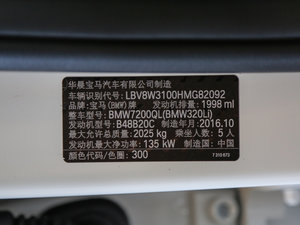 华晨宝马汽车有限公司制造
车辆识别代号: LBV8W3100HMG82092
品牌: 宝马(BMW)牌 发动机排量: 1998 ml
整车型号: BMW7200QL(BMW320Li)
发动机型号: B48B20C 制造年月: 2016.10
最大允许总质量: 2025 kg 乘坐人数: 5 人
发动机最大净功率: 135 kW 制造国: 中国
颜色代码/色圈: 300
7 310 673